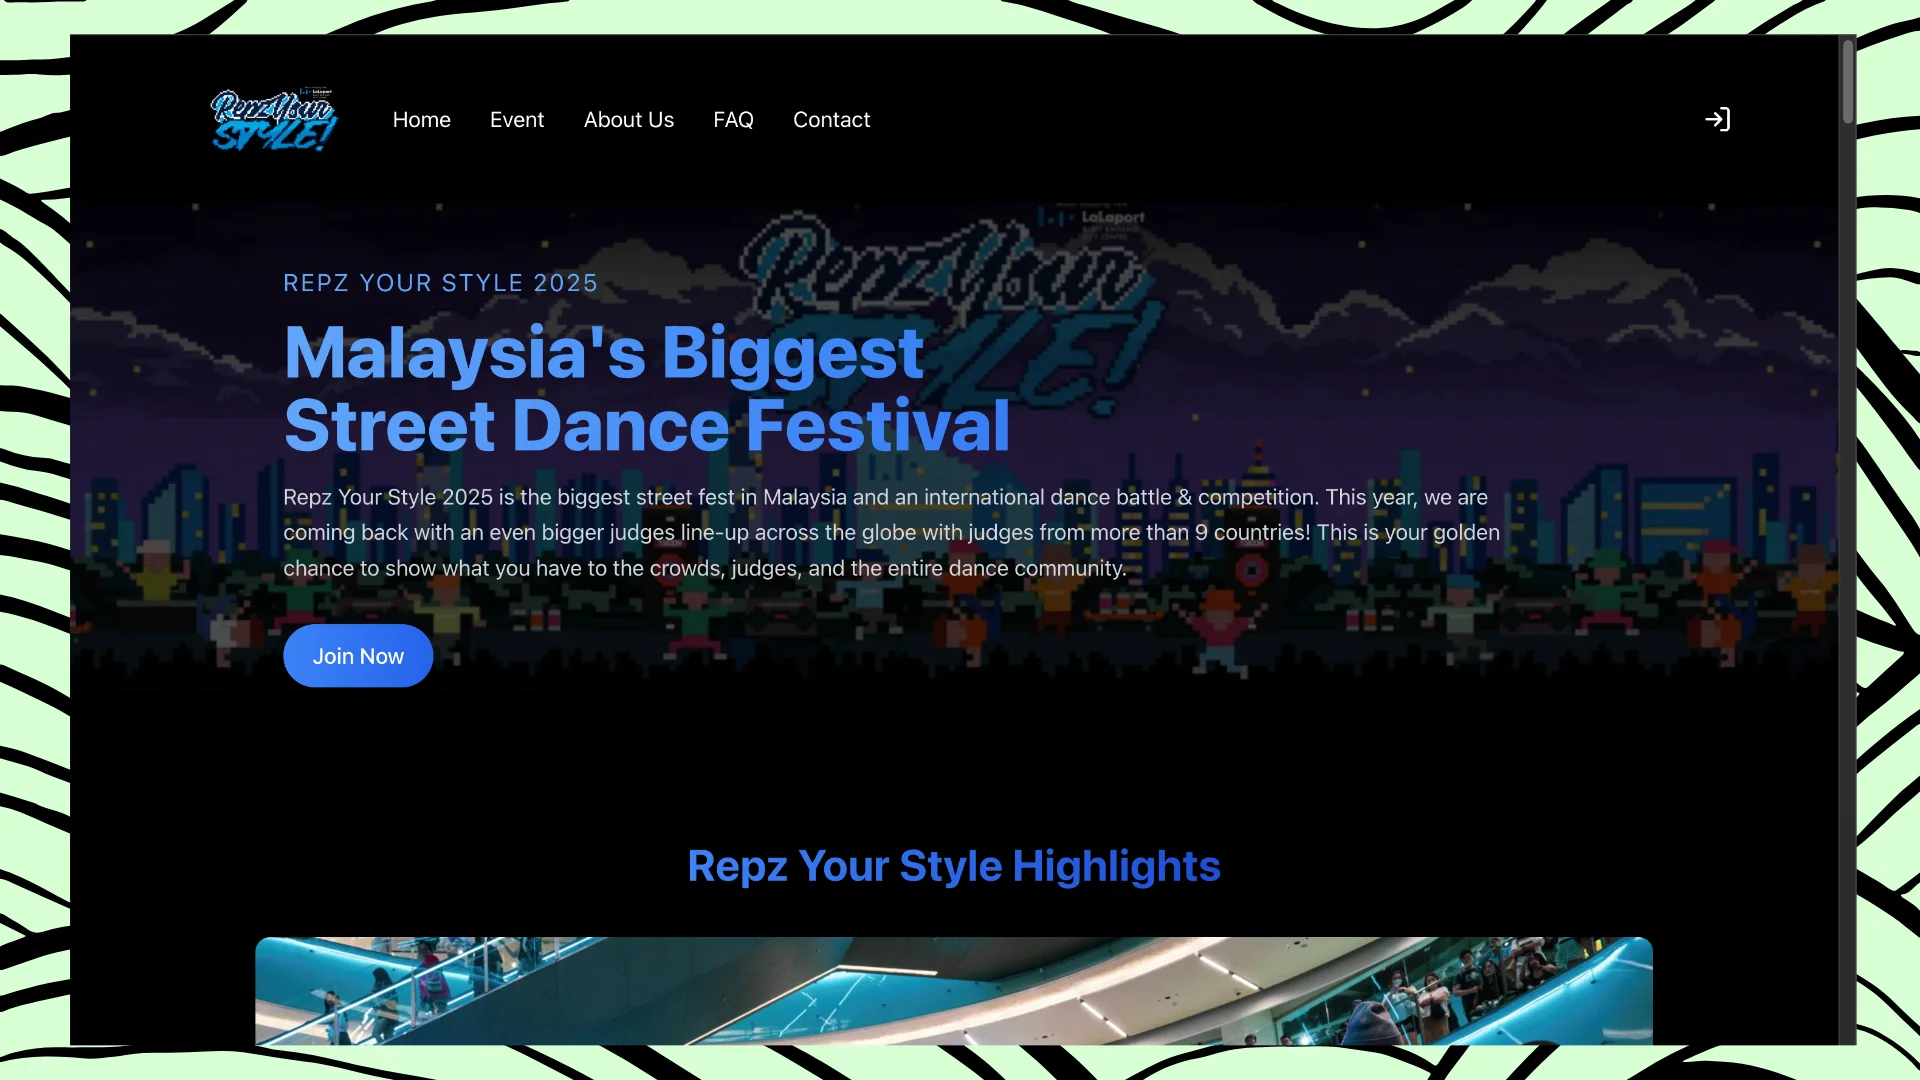 Repz Your
STYLE!
LaLaport
Home
Event
About Us
FAQ
Contact
LaLaport
Repz Your
STYLE!
REPZ YOUR STYLE 2025
Malaysia's Biggest
Street Dance Festival
Repz Your Style 2025 is the biggest street fest in Malaysia and an international dance battle & competition. This year, we are
coming back with an even bigger judges line-up across the globe with judges from more than 9 countries! This is your golden
chance to show what you have to the crowds, judges, and the entire dance community.
Join Now
Repz Your Style Highlights